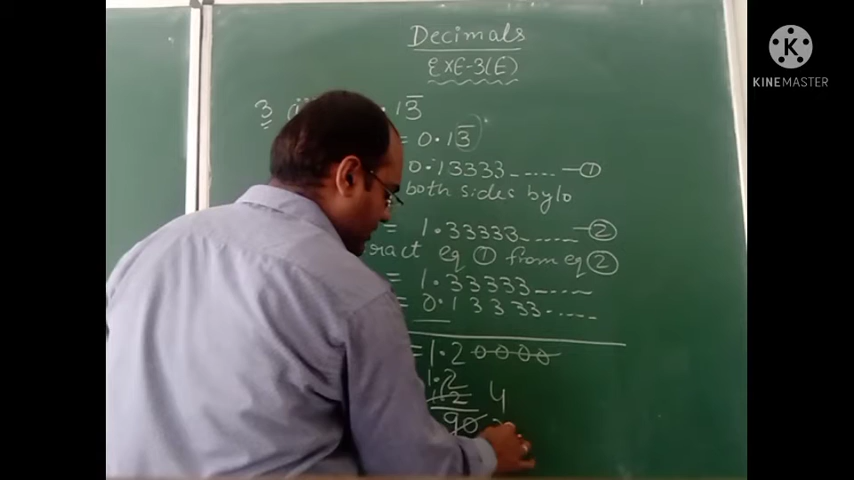 Decimals
EXE-3(E)
3 0.13̅
= 0.13̅
0.13333..... —①
both sides by 10
= 1.33333..... —②
ract eq ① from eq ②
= 1.33333.....
= 0.13333.....
= 1.20000
1.2
12 4
90
K
KINEMASTER